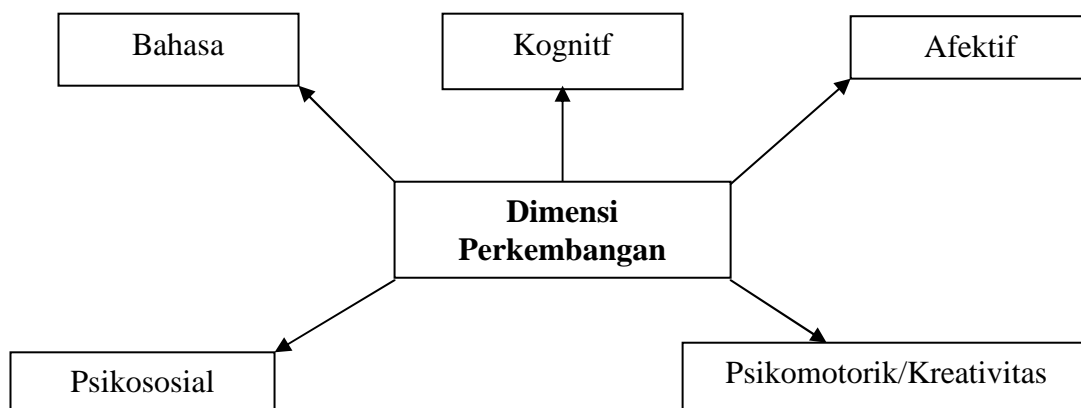 Bahasa
Kognitf
Afektif
Dimensi
Perkembangan
Psikososial
Psikomotorik/Kreativitas